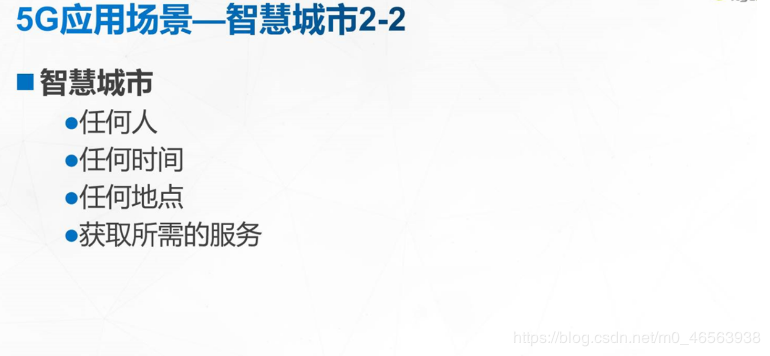 5G应用场景—智慧城市2-2
■智慧城市
●任何人
●任何时间
●任何地点
●获取所需的服务
https://blog.csdn.net/m0_46563938